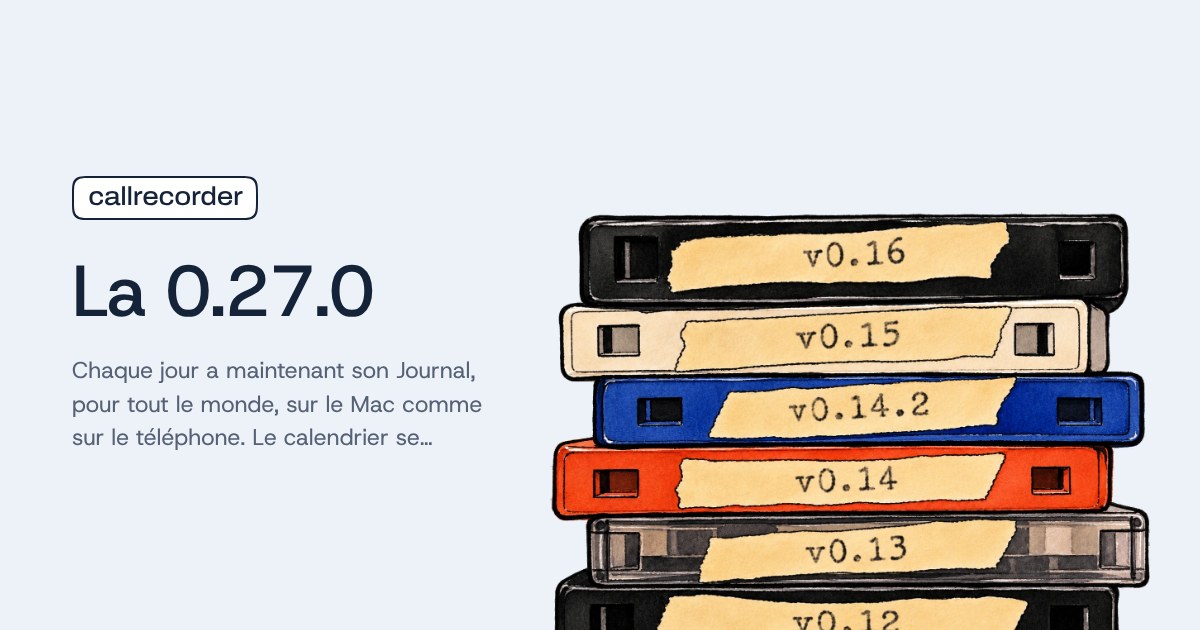 callrecorder
La 0.27.0
Chaque jour a maintenant son Journal,
pour tout le monde, sur le Mac comme
sur le téléphone. Le calendrier se…
v0.16
v0.15
v0.14.2
v0.14
v0.13
v0.12